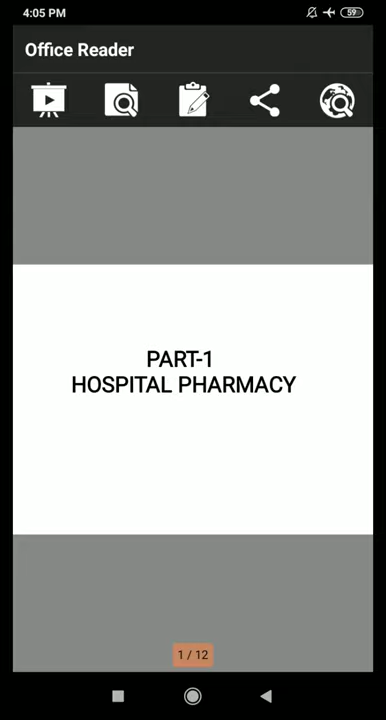 4:05 PM
59
Office Reader
PART-1
HOSPITAL PHARMACY
1 / 12